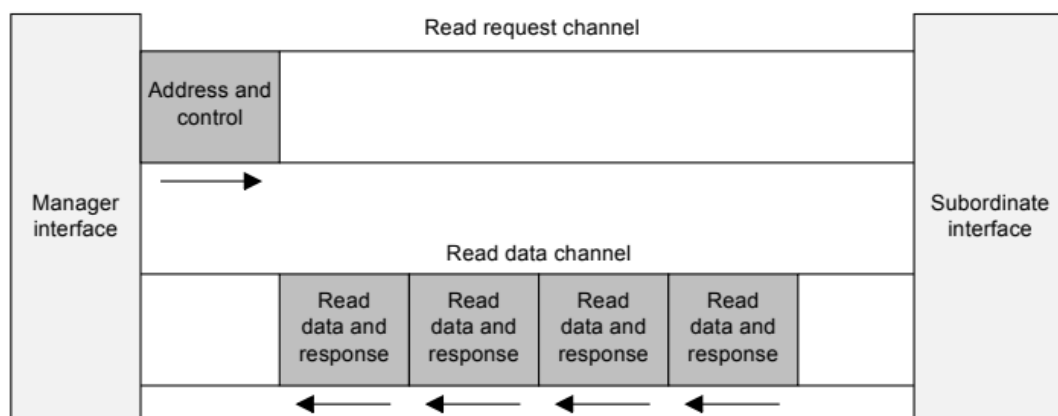 Read request channel
Address and
control
Manager
interface
Subordinate
interface
Read data channel
Read
data and
response
Read
data and
response
Read
data and
response
Read
data and
response